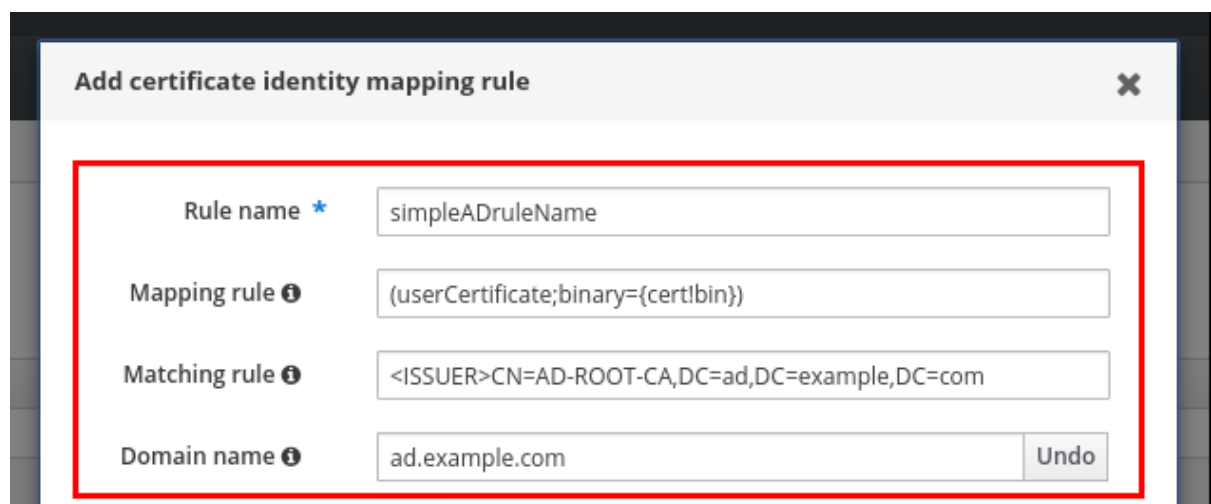 Add certificate identity mapping rule ✖
Rule name * simpleADruleName
Mapping rule (userCertificate;binary={cert!bin})
Matching rule <ISSUER>CN=AD-ROOT-CA,DC=ad,DC=example,DC=com
Domain name ad.example.com Undo